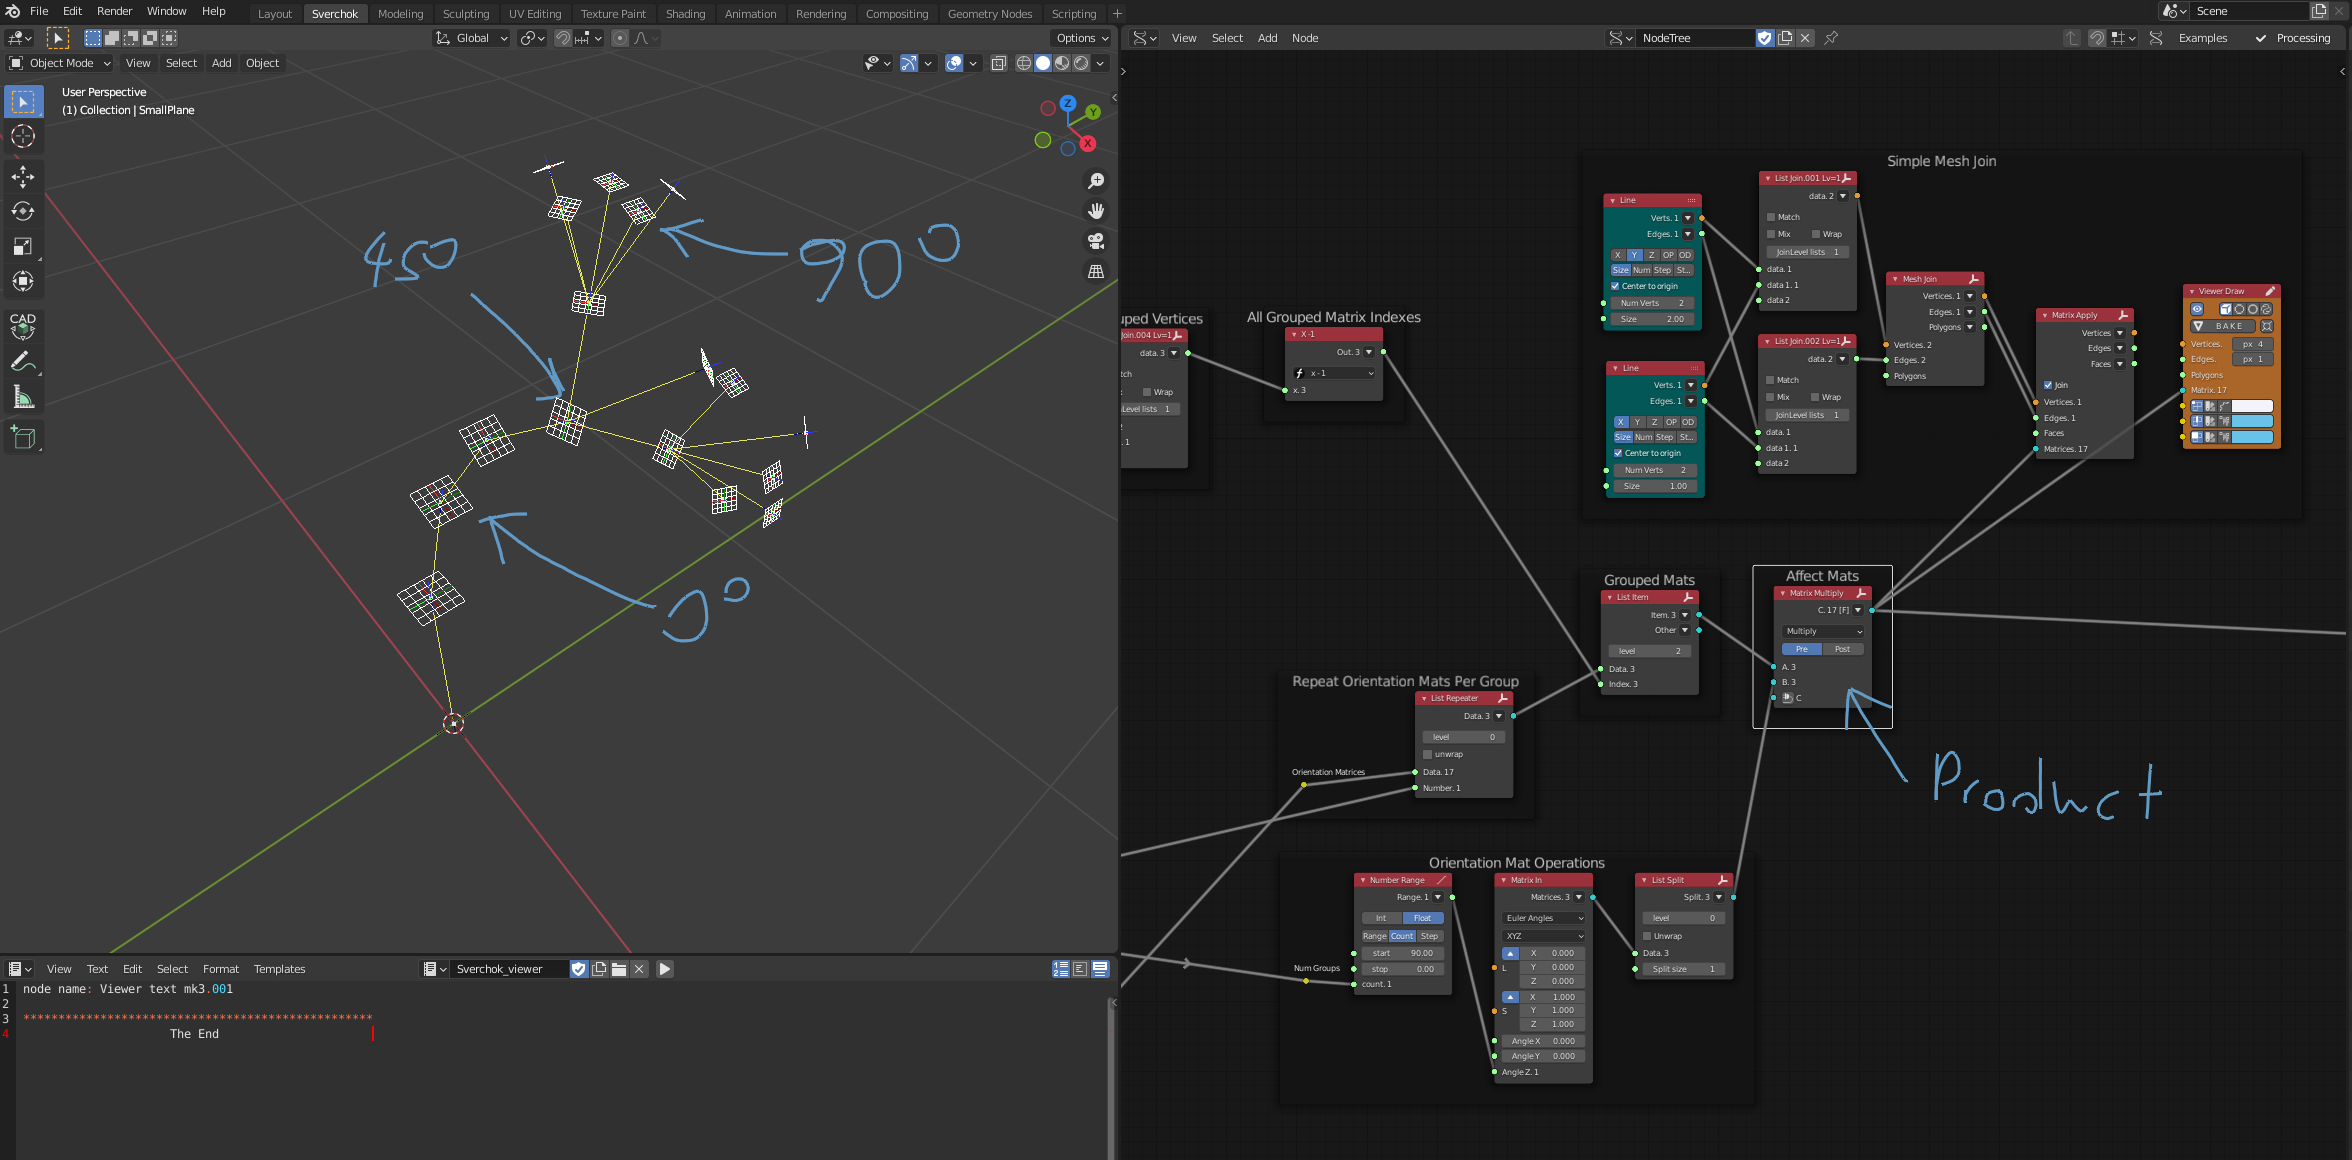 File Edit Render Window Help
Layout Sverchok Modeling Sculpting UV Editing Texture Paint Shading Animation Rendering Compositing Geometry Nodes Scripting +
Scene
Global
Options
Object Mode View Select Add Object
User Perspective
(1) Collection | SmallPlane
Z
Y
X
CAD
450
90°
0°
View Select Add Node
NodeTree
Examples
Processing
Simple Mesh Join
Line
Verts. 1
Edges. 1
X Y Z OP OD
Size Num Step St...
Center to origin
Num Verts 2
Size 2.00
List Join.001 Lv=1
data. 2
Match
Mix Wrap
JoinLevel lists 1
data. 1
data 1. 1
data 2
Line
Verts. 1
Edges. 1
X Y Z OP OD
Size Num Step St...
Center to origin
Num Verts 2
Size 1.00
List Join.002 Lv=1
data. 2
Match
Mix Wrap
JoinLevel lists 1
data. 1
data 1. 1
data 2
Mesh Join
Vertices. 1
Edges. 1
Polygons
Vertices. 2
Edges. 2
Polygons
Matrix Apply
Vertices
Edges
Faces
Join
Vertices. 1
Edges. 1
Faces
Matrices. 17
Viewer Draw
BAKE
Vertices. px 4
Edges. px 1
Polygons
Matrix. 17
uped Vertices
Join.004 Lv=1
data. 3
tch
Wrap
Level lists 1
. 1
All Grouped Matrix Indexes
X -1
Out. 3
x -1
x. 3
Grouped Mats
List Item
Item. 3
Other
level 2
Data. 3
Index. 3
Affect Mats
Matrix Multiply
C. 17 [F]
Multiply
Pre Post
A. 3
B. 3
C
Product
Repeat Orientation Mats Per Group
List Repeater
Data. 3
level 0
unwrap
Orientation Matrices
Data. 17
Number. 1
Orientation Mat Operations
Number Range
Range. 1
Int Float
Range Count Step
start 90.00
stop 0.00
Num Groups
count. 1
Matrix In
Matrices. 3
Euler Angles
XYZ
X 0.000
L Y 0.000
Z 0.000
X 1.000
S Y 1.000
Z 1.000
Angle X 0.000
Angle Y 0.000
Angle Z. 1
List Split
Split. 3
level 0
Unwrap
Data. 3
Split size 1
View Text Edit Select Format Templates
Sverchok_viewer
1 node name: Viewer text mk3.001
2
3 **************************************************
4 The End